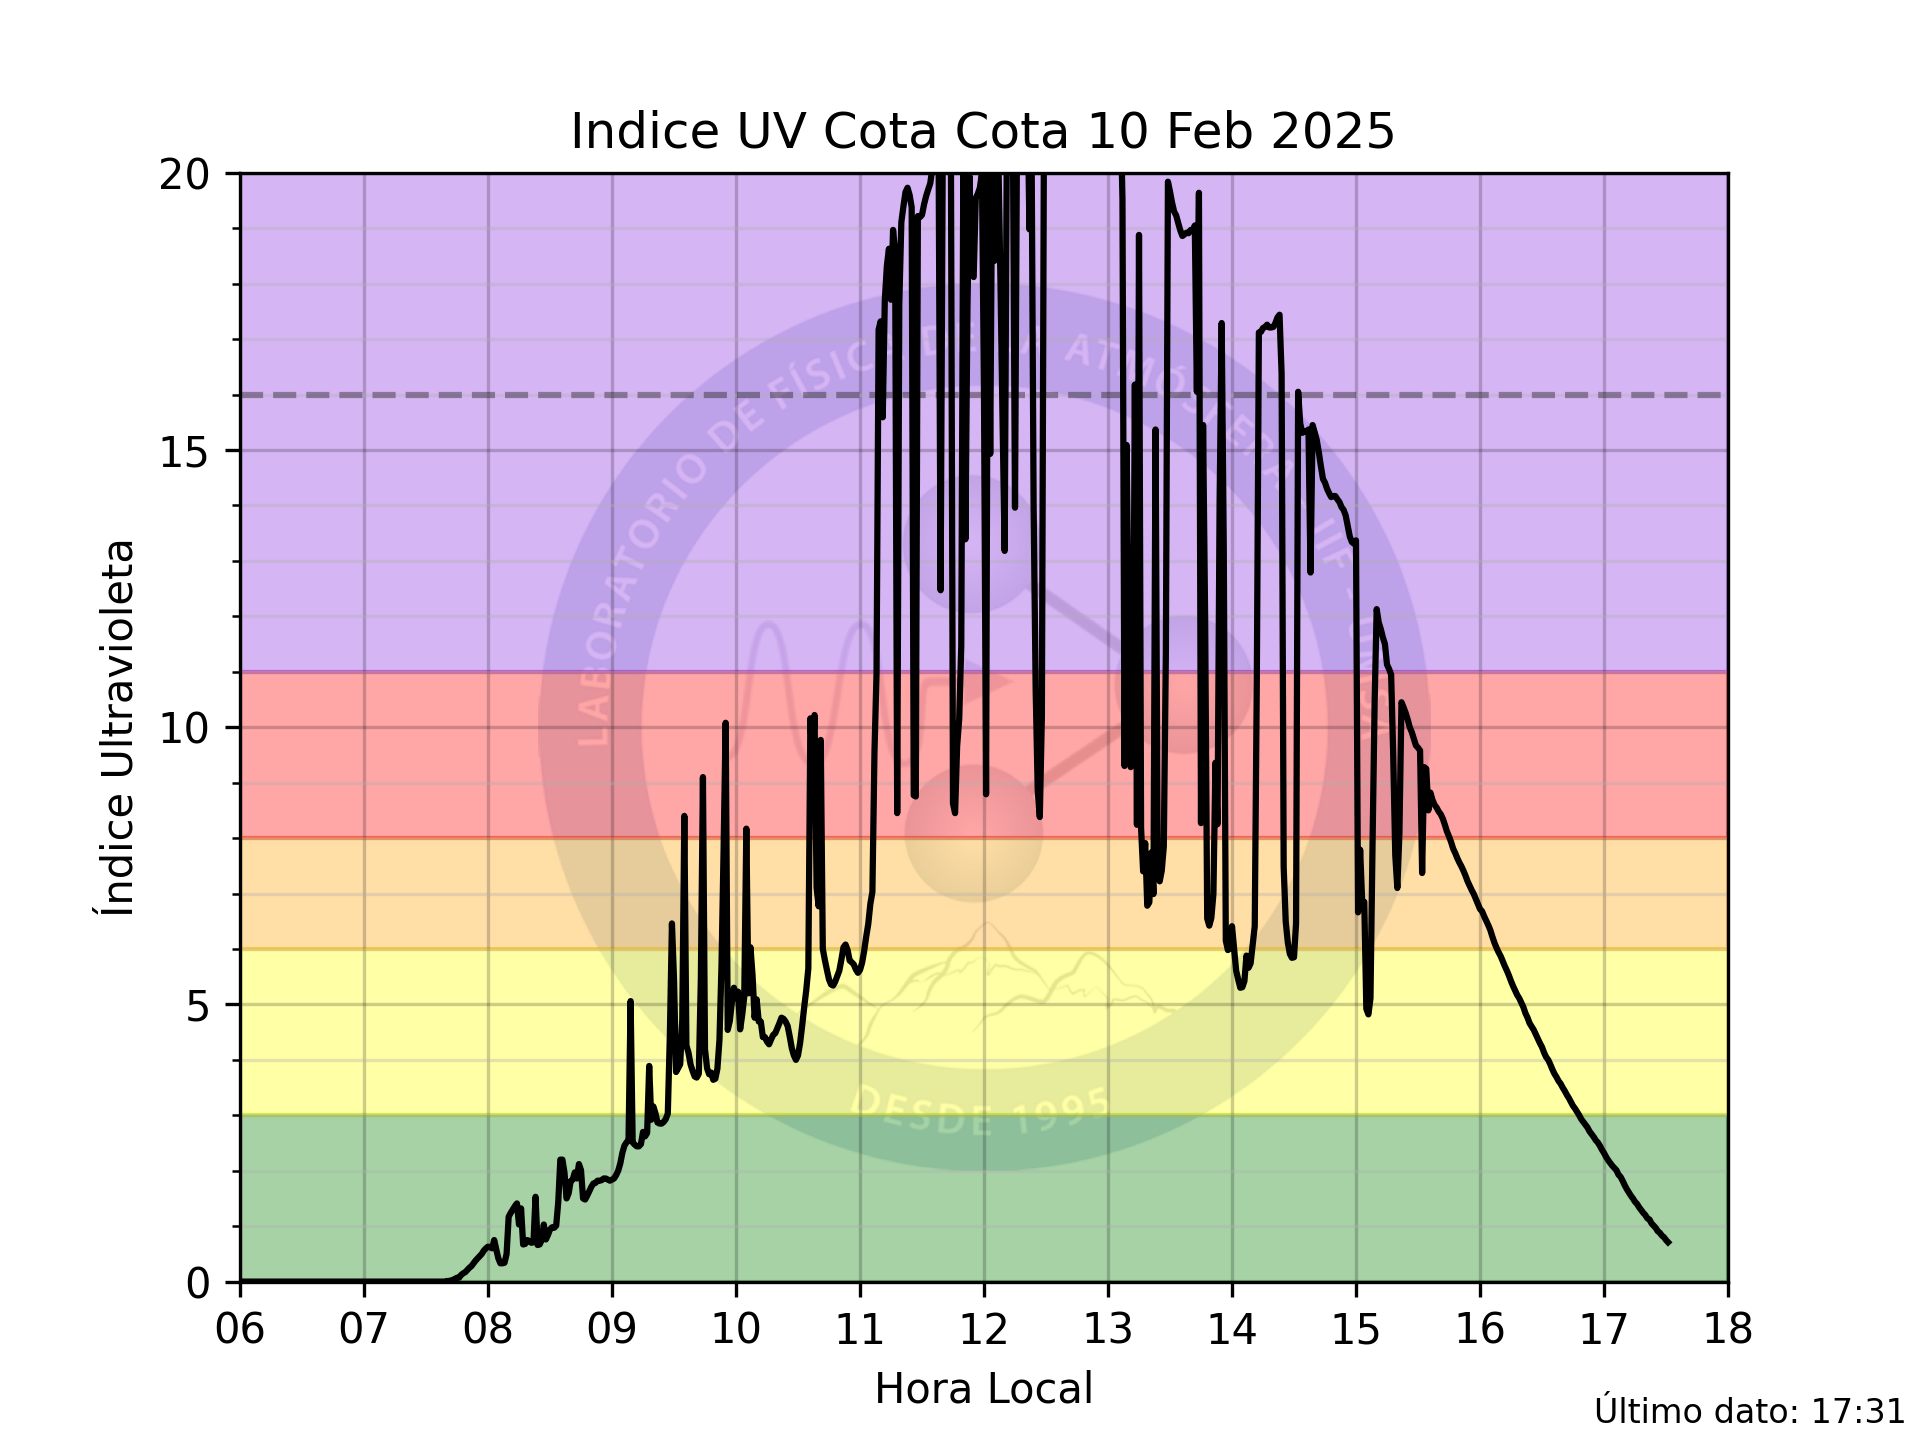 Indice UV Cota Cota 10 Feb 2025
20
15
10
5
0
Índice Ultravioleta
LABORATORIO DE FÍSICA DE
DESDE 1995
06 07 08 09 10 11 12 13 14 15 16 17 18
Hora Local
Último dato: 17:31